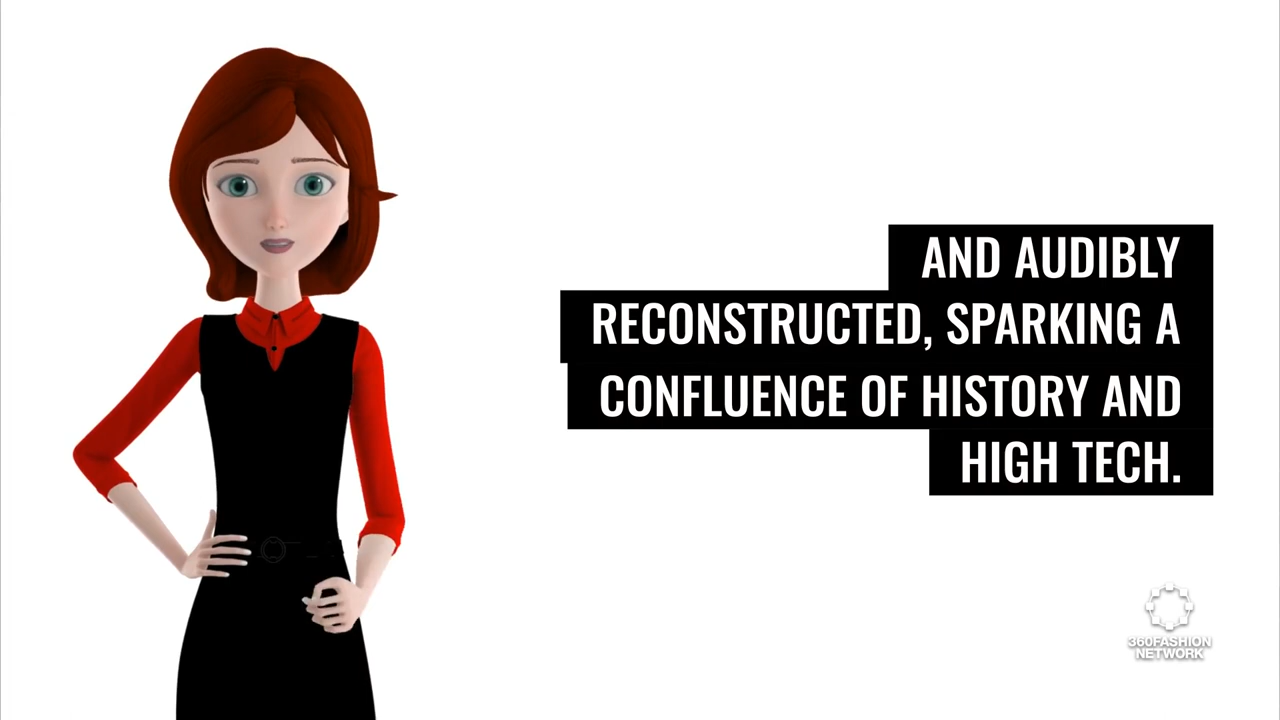 AND AUDIBLY
RECONSTRUCTED, SPARKING A
CONFLUENCE OF HISTORY AND
HIGH TECH.
360FASHION
NETWORK